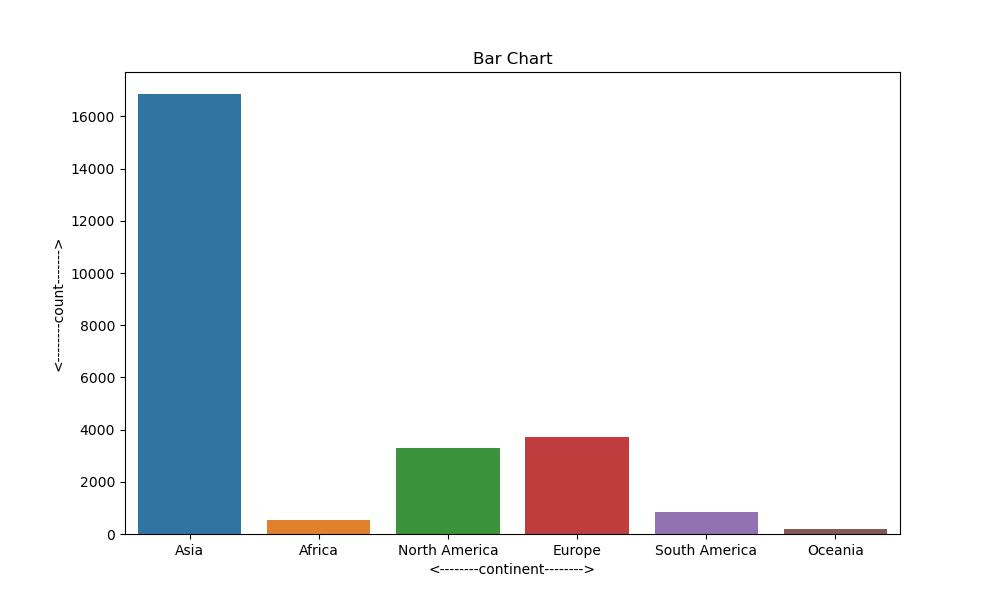 Bar Chart
16000
14000
12000
10000
8000
6000
4000
2000
0
<-------count------->
Asia
Africa
North America
Europe
South America
Oceania
<--------continent-------->